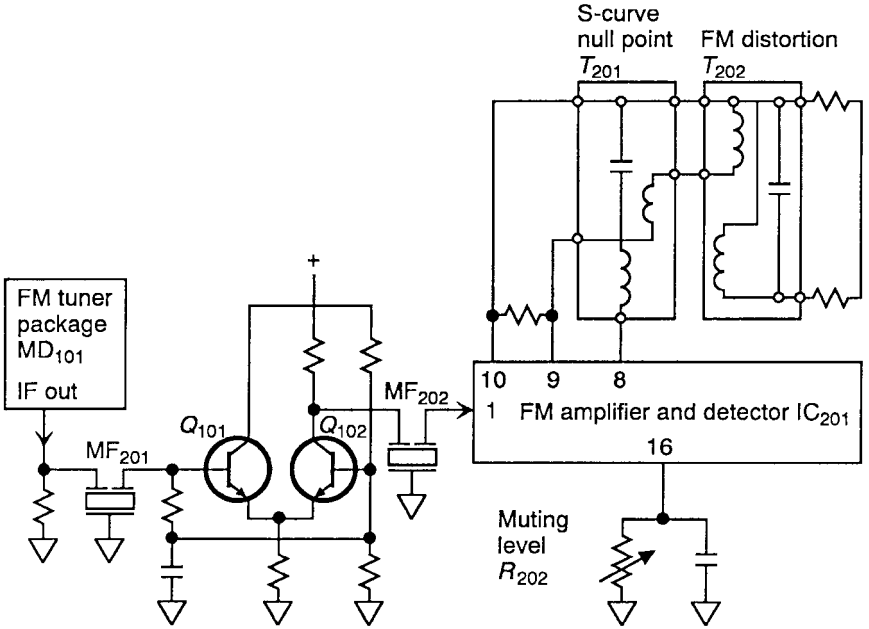 S-curve
null point
T201
FM distortion
T202
+
FM tuner
package
MD101
IF out
MF201
Q101
Q102
MF202
10
9
8
1
FM amplifier and detector IC201
16
Muting
level
R202